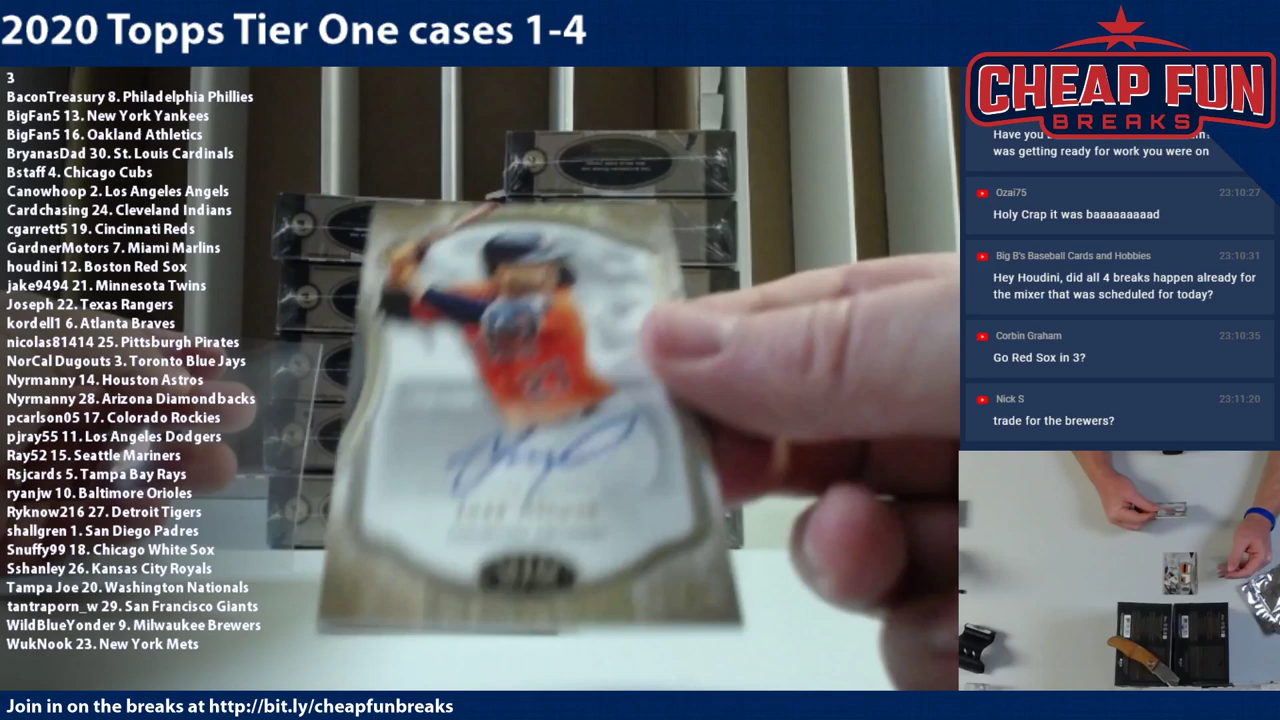 2020 Topps Tier One cases 1-4
3
BaconTreasury 8. Philadelphia Phillies
BigFan5 13. New York Yankees
BigFan5 16. Oakland Athletics
BryanasDad 30. St. Louis Cardinals
Bstaff 4. Chicago Cubs
Canowhoop 2. Los Angeles Angels
Cardchasing 24. Cleveland Indians
cgarrett5 19. Cincinnati Reds
GardnerMotors 7. Miami Marlins
houdini 12. Boston Red Sox
jake9494 21. Minnesota Twins
Joseph 22. Texas Rangers
kordell1 6. Atlanta Braves
nicolas81414 25. Pittsburgh Pirates
NorCal Dugouts 3. Toronto Blue Jays
Nyrmanny 14. Houston Astros
Nyrmanny 28. Arizona Diamondbacks
pcarlson05 17. Colorado Rockies
pjray55 11. Los Angeles Dodgers
Ray52 15. Seattle Mariners
Rsjcards 5. Tampa Bay Rays
ryanjw 10. Baltimore Orioles
Ryknow216 27. Detroit Tigers
shallgren 1. San Diego Padres
Snuffy99 18. Chicago White Sox
Sshanley 26. Kansas City Royals
Tampa Joe 20. Washington Nationals
tantraporn_w 29. San Francisco Giants
WildBlueYonder 9. Milwaukee Brewers
WukNook 23. New York Mets
CHEAP FUN
BREAKS
Have you
was getting ready for work you were on
Ozai75 23:10:27
Holy Crap it was baaaaaaaad
Big B's Baseball Cards and Hobbies 23:10:31
Hey Houdini, did all 4 breaks happen already for
the mixer that was scheduled for today?
Corbin Graham 23:10:35
Go Red Sox in 3?
Nick S 23:11:20
trade for the brewers?
Join in on the breaks at http://bit.ly/cheapfunbreaks